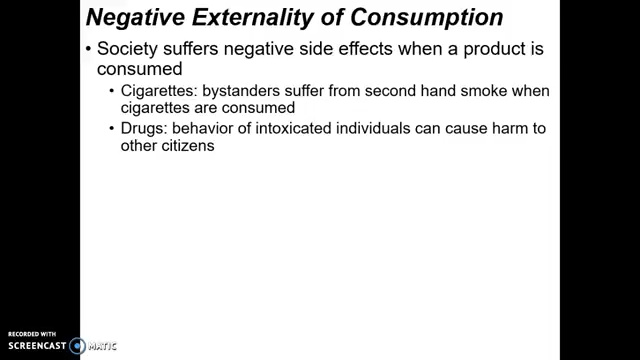 Negative Externality of Consumption
• Society suffers negative side effects when a product is
consumed
• Cigarettes: bystanders suffer from second hand smoke when
cigarettes are consumed
• Drugs: behavior of intoxicated individuals can cause harm to
other citizens
RECORDED WITH
SCREENCAST MATIC